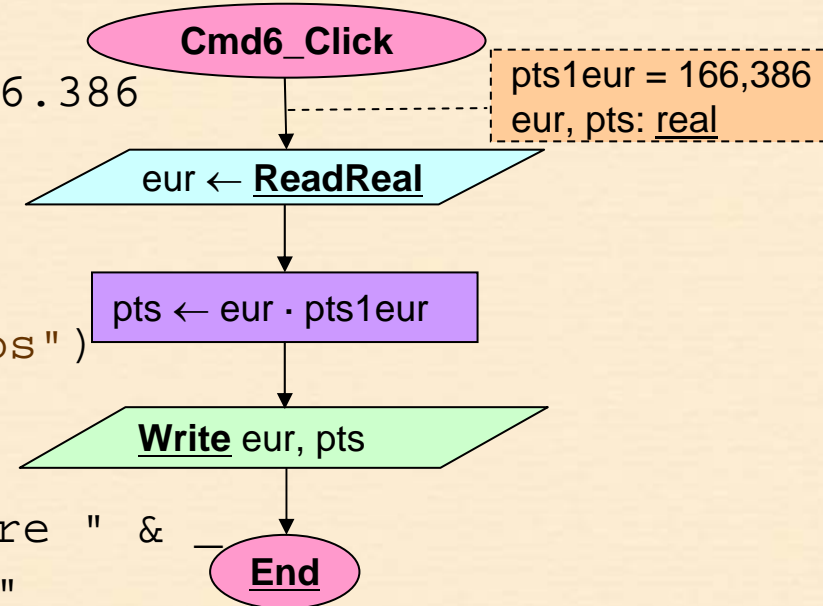 Cmd6_Click
pts1eur = 166,386
6.386
eur, pts: real
eur ← ReadReal
pts ← eur · pts1eur
os")
Write eur, pts
re " & _
End
"